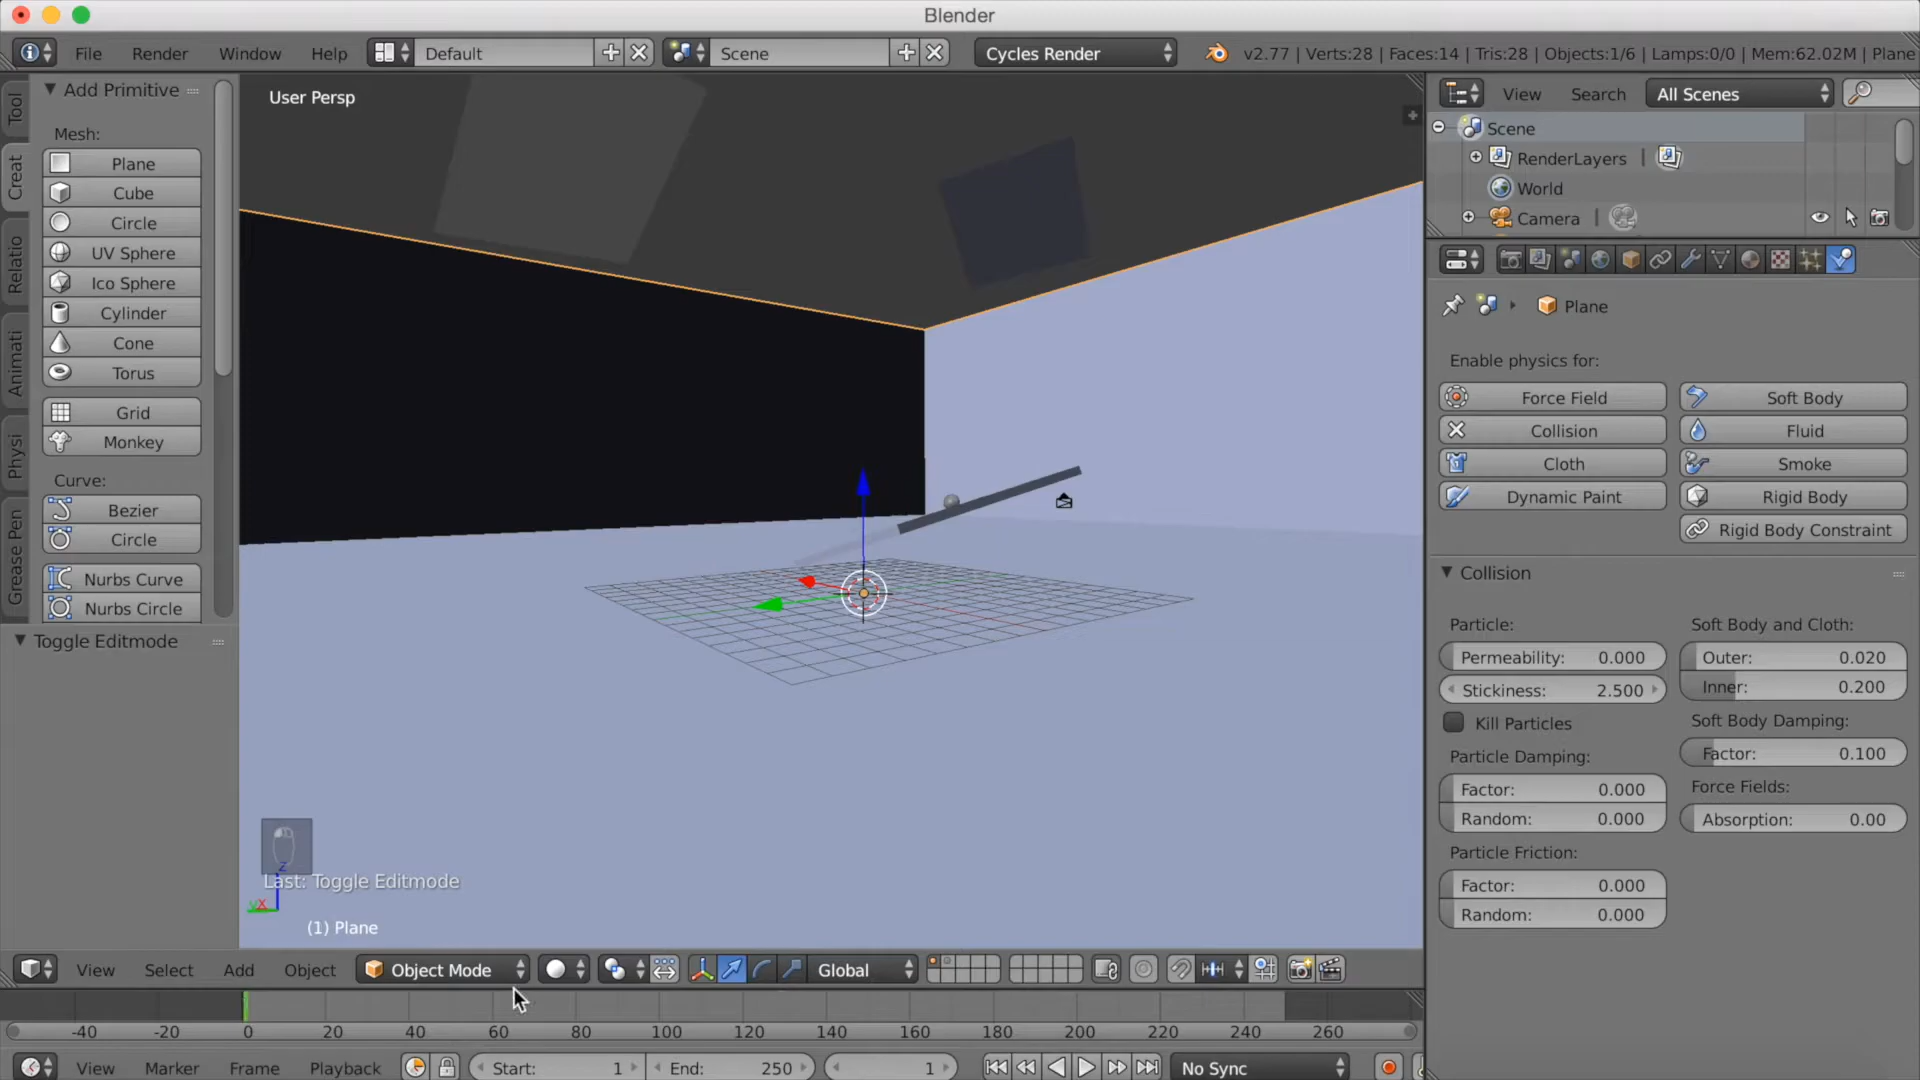 Blender
File Render Window Help Default Scene Cycles Render v2.77 | Verts:28 | Faces:14 | Tris:28 | Objects:1/6 | Lamps:0/0 | Mem:62.02M | Plane
Tool
Creat
Relatio
Animati
Physi
Grease Pen
Add Primitive
Mesh:
Plane
Cube
Circle
UV Sphere
Ico Sphere
Cylinder
Cone
Torus
Grid
Monkey
Curve:
Bezier
Circle
Nurbs Curve
Nurbs Circle
Toggle Editmode
User Persp
Last: Toggle Editmode
(1) Plane
View Select Add Object Object Mode Global
-40 -20 0 20 40 60 80 100 120 140 160 180 200 220 240 260
View Marker Frame Playback Start: 1 End: 250 1 No Sync
View Search All Scenes
Scene
RenderLayers |
World
Camera |
Plane
Enable physics for:
Force Field Soft Body
Collision Fluid
Cloth Smoke
Dynamic Paint Rigid Body
Rigid Body Constraint
Collision
Particle: Soft Body and Cloth:
Permeability: 0.000 Outer: 0.020
Stickiness: 2.500 Inner: 0.200
Kill Particles Soft Body Damping:
Particle Damping: Factor: 0.100
Factor: 0.000 Force Fields:
Random: 0.000 Absorption: 0.00
Particle Friction:
Factor: 0.000
Random: 0.000